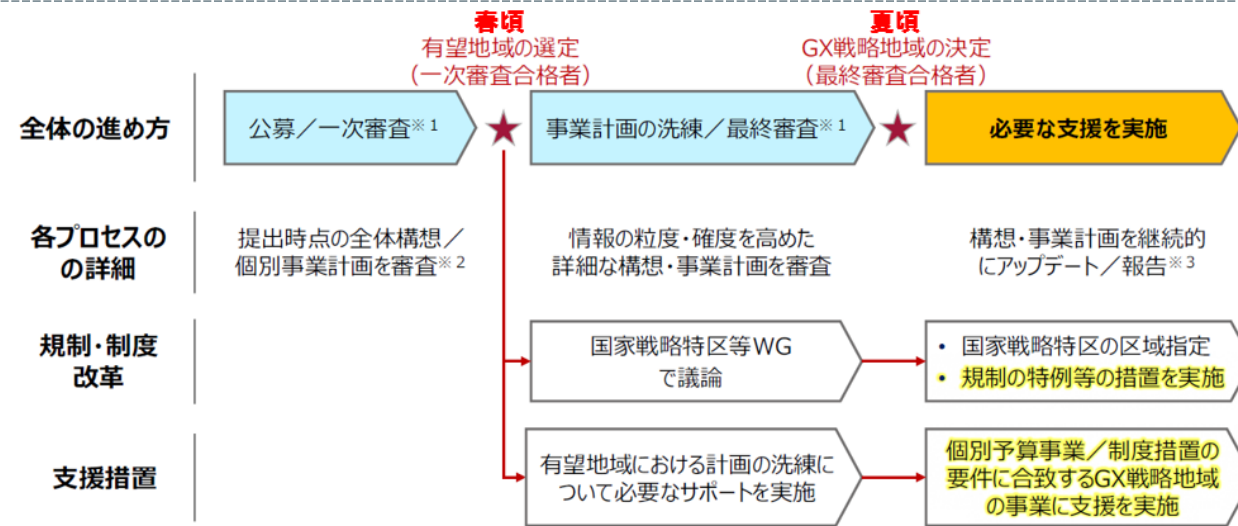 春頃
有望地域の選定
（一次審査合格者）
夏頃
GX戦略地域の決定
（最終審査合格者）
全体の進め方
公募／一次審査※1
事業計画の洗練／最終審査※1
必要な支援を実施
各プロセスの
の詳細
提出時点の全体構想／
個別事業計画を審査※2
情報の粒度・確度を高めた
詳細な構想・事業計画を審査
構想・事業計画を継続的
にアップデート／報告※3
規制・制度
改革
国家戦略特区等WG
で議論
• 国家戦略特区の区域指定
• 規制の特例等の措置を実施
支援措置
有望地域における計画の洗練に
ついて必要なサポートを実施
個別予算事業／制度措置の
要件に合致するGX戦略地域
の事業に支援を実施